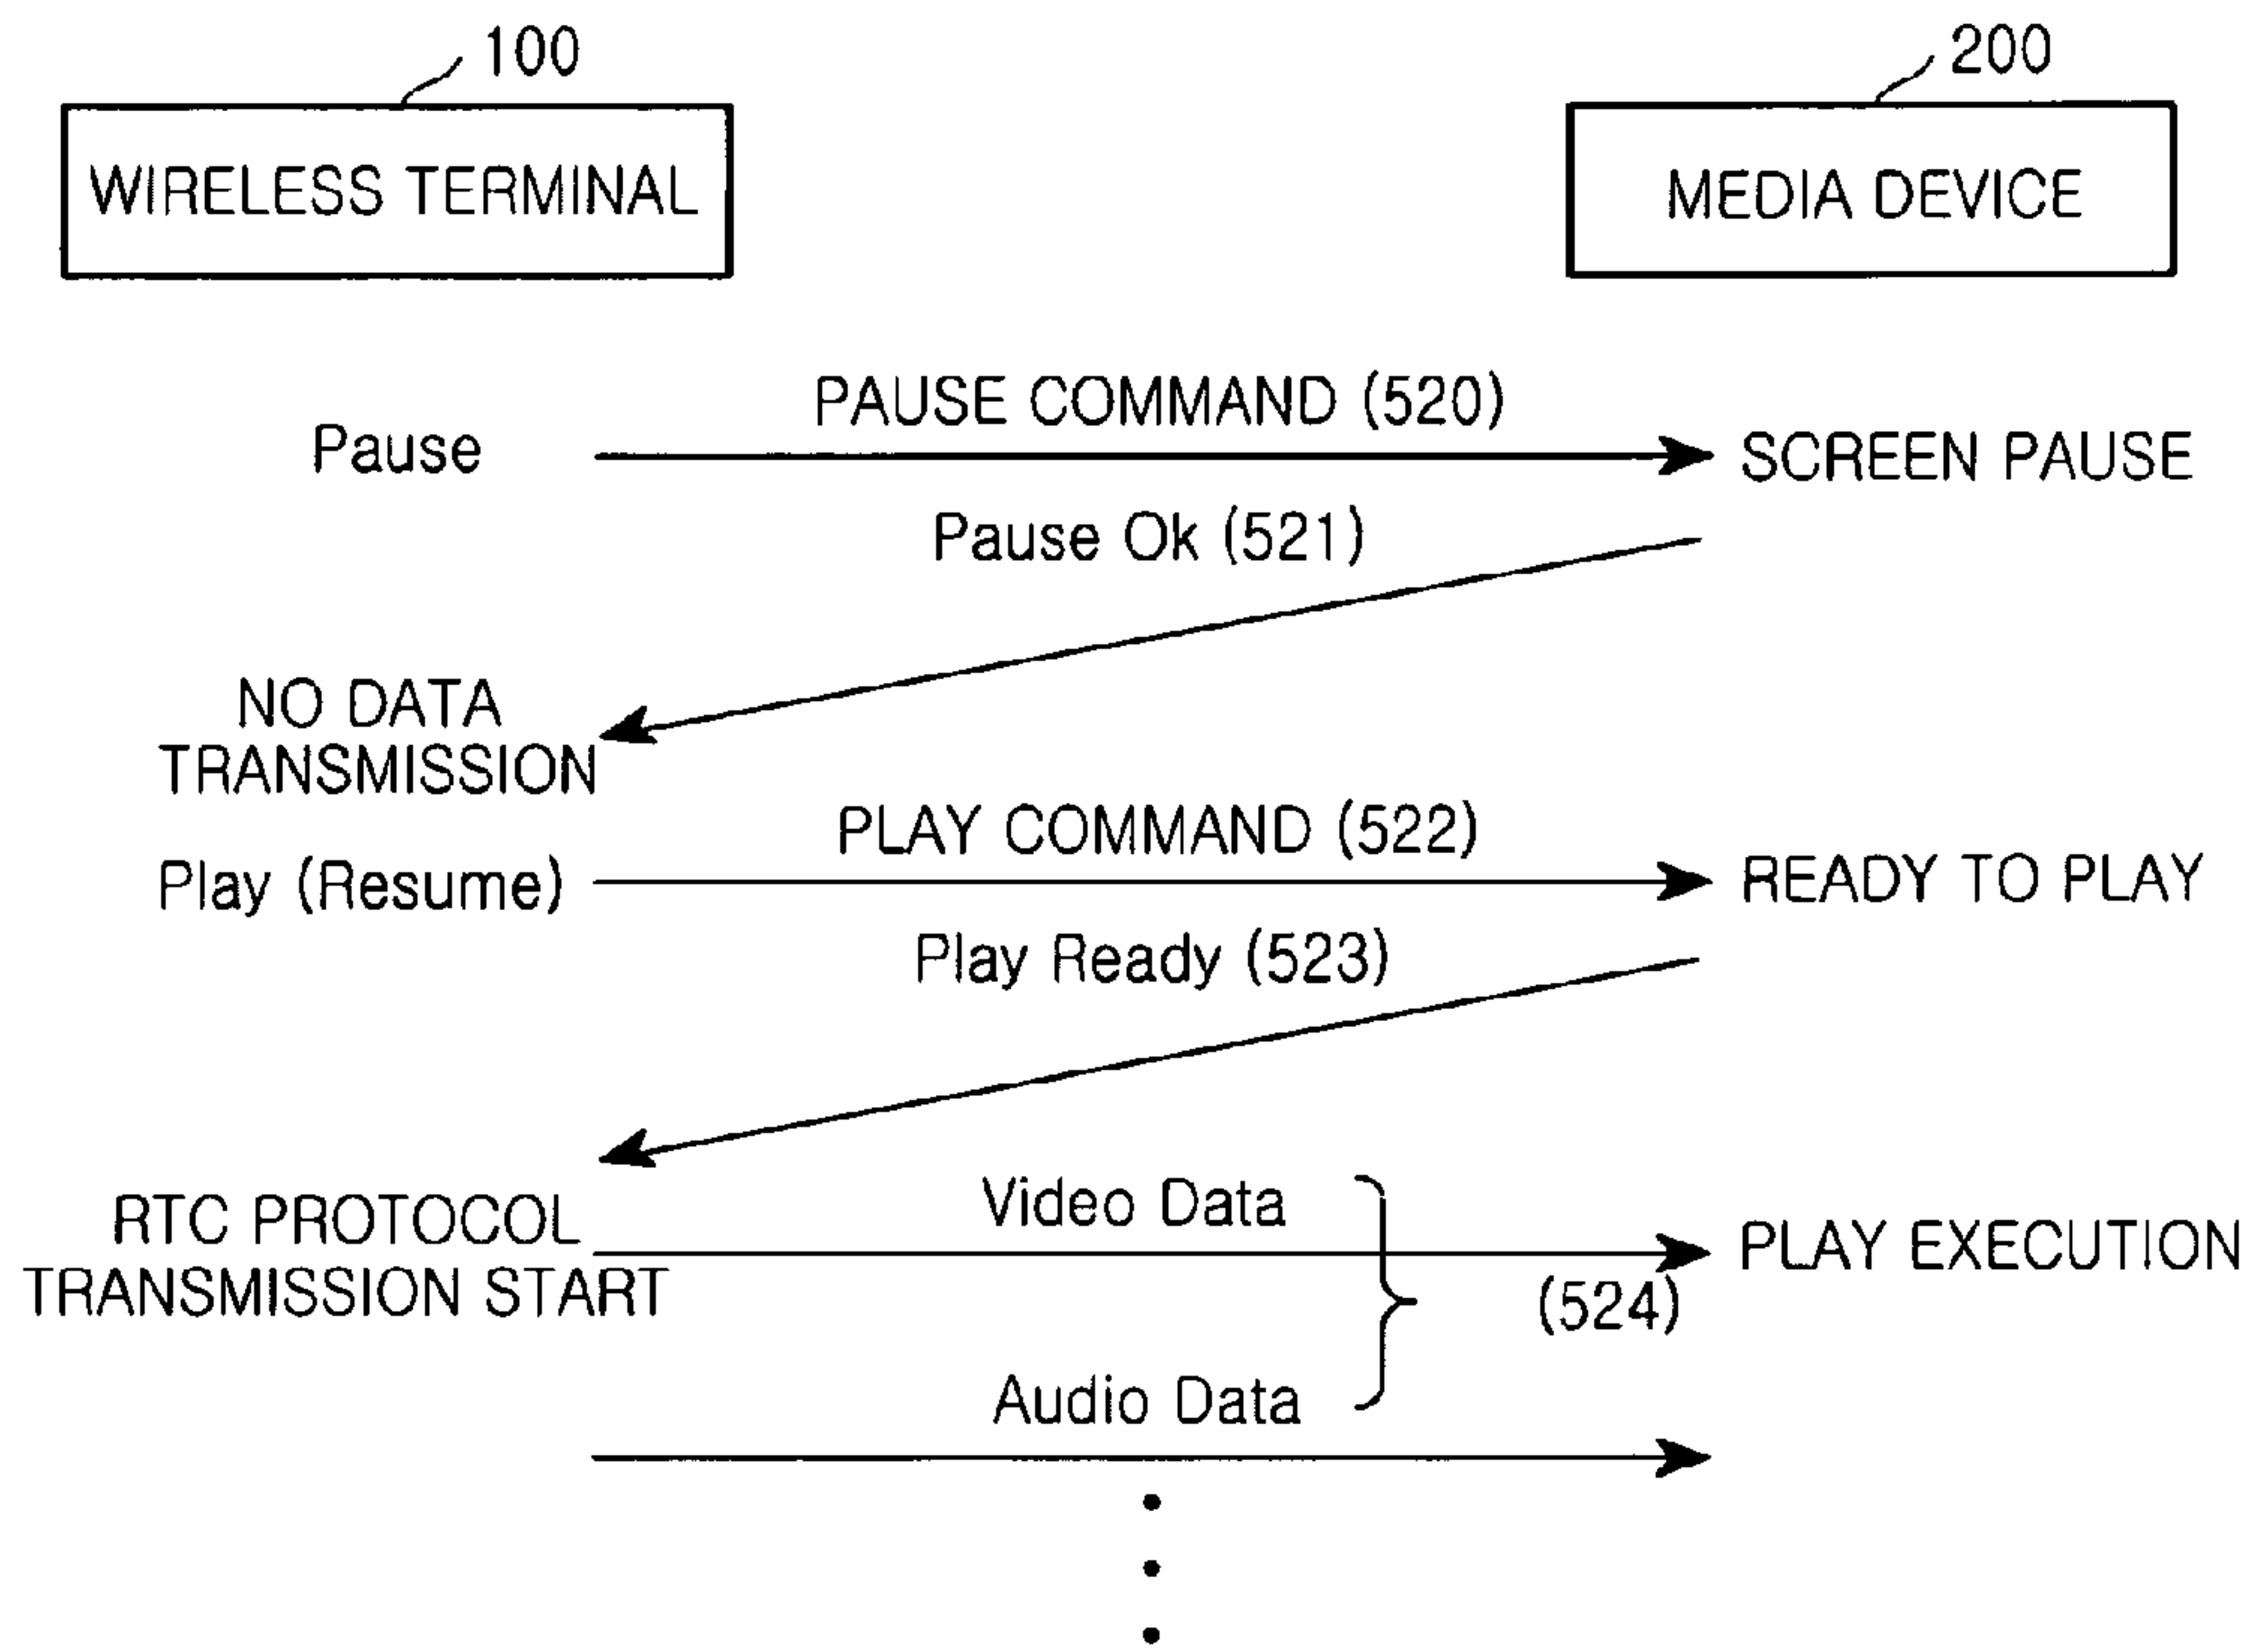 100
200
WIRELESS TERMINAL
MEDIA DEVICE
PAUSE COMMAND (520)
Pause
SCREEN PAUSE
Pause Ok (521)
NO DATA
TRANSMISSION
PLAY COMMAND (522)
Play (Resume)
READY TO PLAY
Play Ready (523)
Video Data
RTC PROTOCOL
TRANSMISSION START
PLAY EXECUTION
(524)
Audio Data